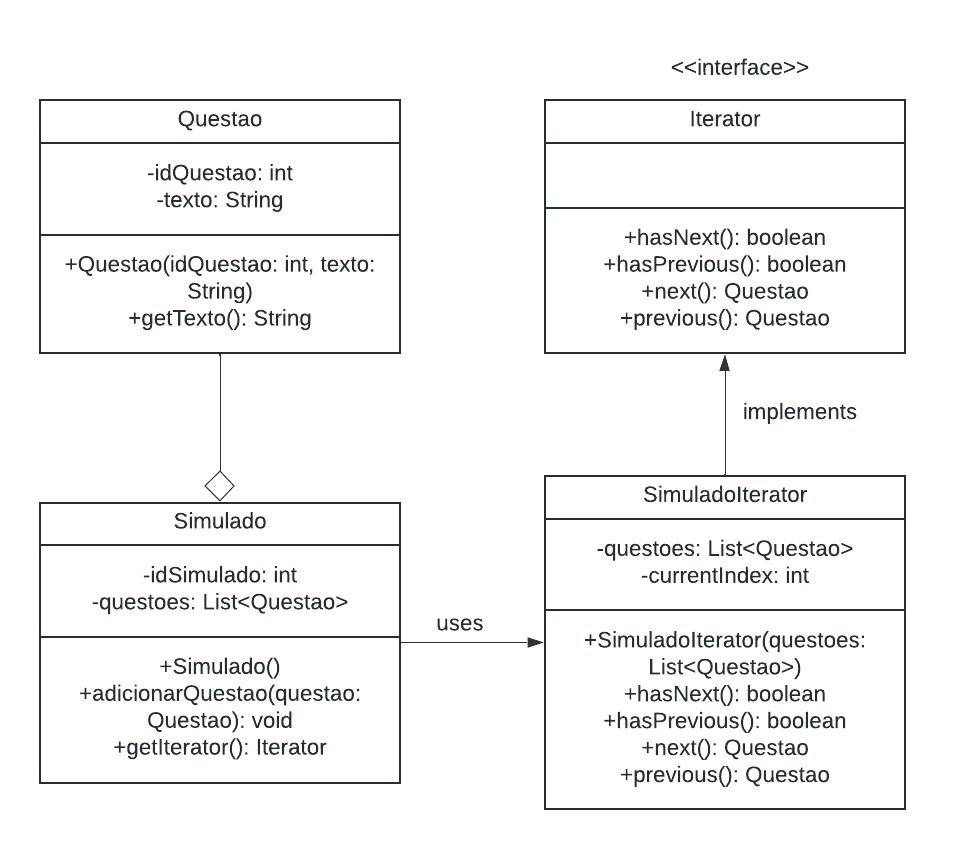 Questao
-idQuestao: int
-texto: String
+Questao(idQuestao: int, texto:
String)
+getTexto(): String
<<interface>>
Iterator
+hasNext(): boolean
+hasPrevious(): boolean
+next(): Questao
+previous(): Questao
implements
Simulado
-idSimulado: int
-questoes: List<Questao>
+Simulado()
+adicionarQuestao(questao:
Questao): void
+getIterator(): Iterator
uses
SimuladoIterator
-questoes: List<Questao>
-currentIndex: int
+SimuladoIterator(questoes:
List<Questao>)
+hasNext(): boolean
+hasPrevious(): boolean
+next(): Questao
+previous(): Questao